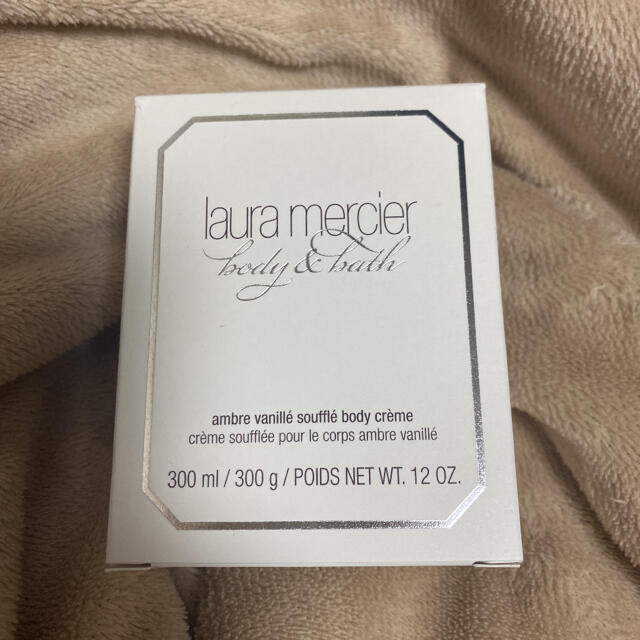 laura mercier
body & bath
ambre vanillé soufflé body crème
crème soufflée pour le corps ambre vanillé
300 ml / 300 g / POIDS NET WT. 12 OZ.